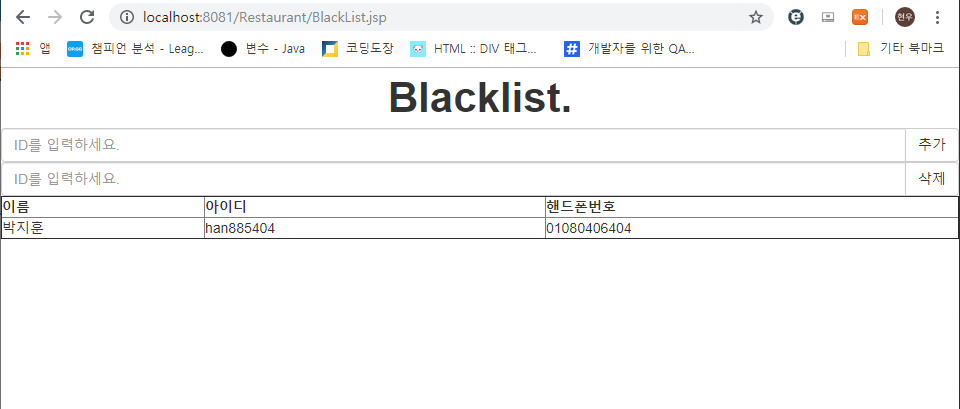 localhost:8081/Restaurant/BlackList.jsp
EX
현우
앱 OP.GG 챔피언 분석 - Leag... 변수 - Java 코딩도장 HTML :: DIV 태그... # 개발자를 위한 QA... 기타 북마크
Blacklist.
ID를 입력하세요. 추가
ID를 입력하세요. 삭제
이름 아이디 핸드폰번호
박지훈 han885404 01080406404